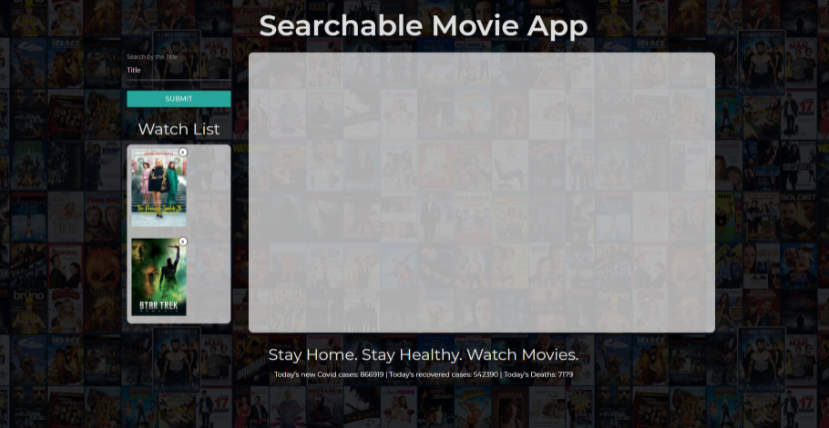 Searchable Movie App
Search By the Title
Title
SUBMIT
Watch List
STAR TREK
Stay Home. Stay Healthy. Watch Movies.
Today's new Covid cases: 866919 | Today's recovered cases: 542390 | Today's Deaths: 7179